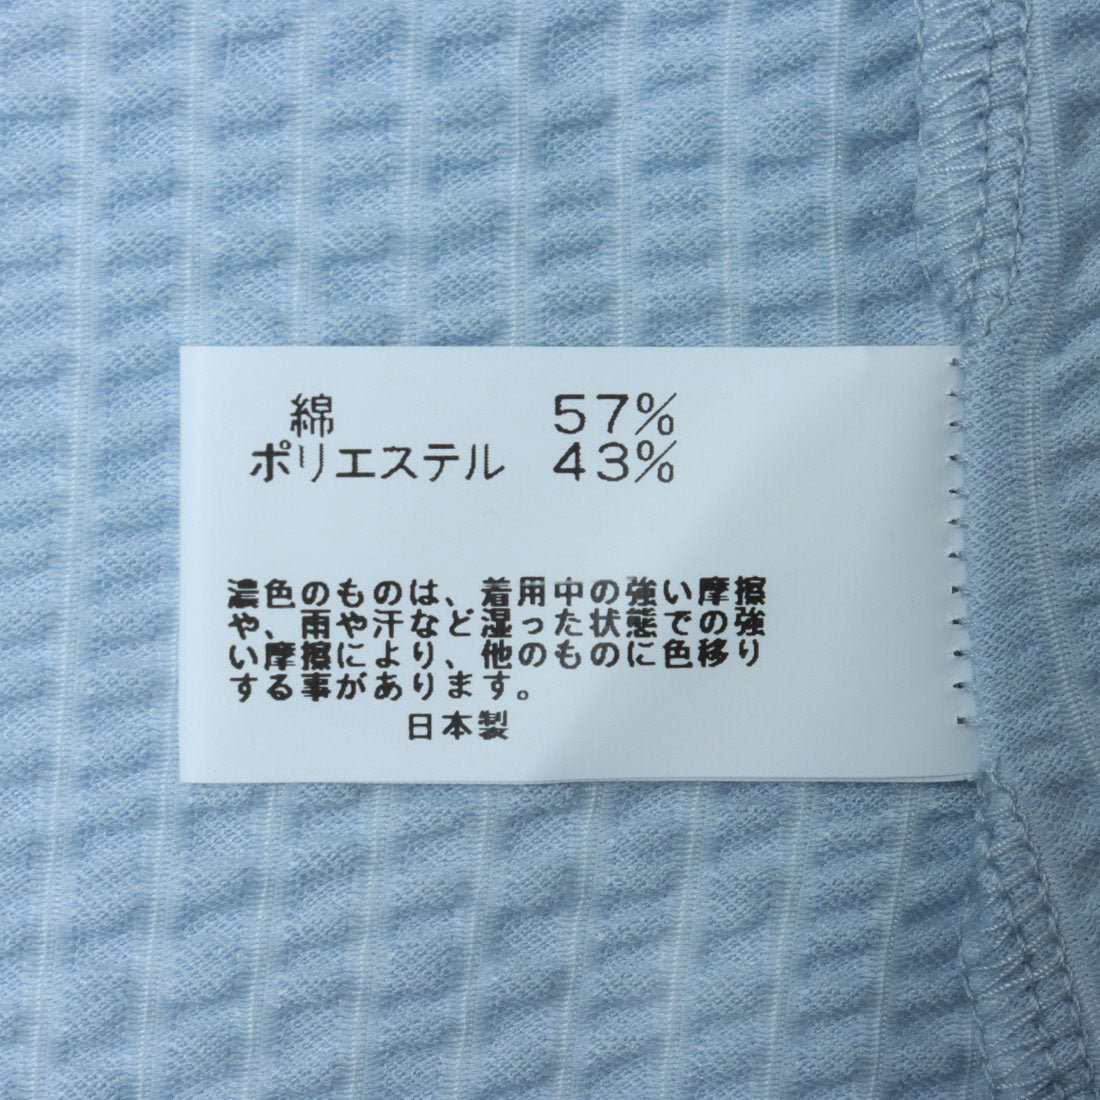 綿 57%
ポリエステル 43%
濃色のものは、着用中の強い摩擦
や、雨や汗など湿った状態での強
い摩擦により、他のものに色移り
する事があります。
日本製